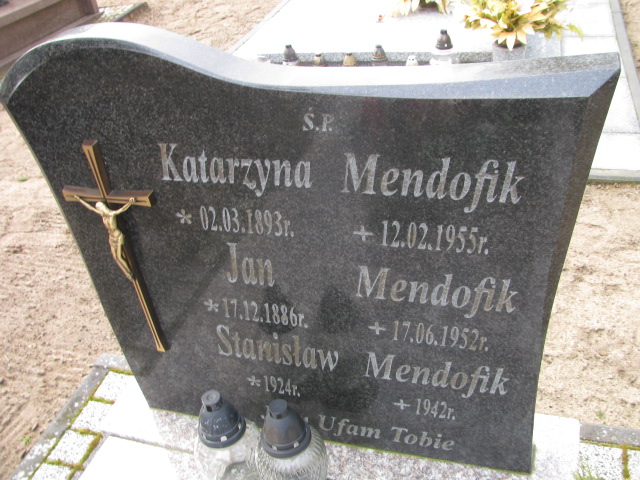 Ś.P.
Katarzyna Mendofik
* 02.03.1893r. + 12.02.1955r.
Jan Mendofik
* 17.12.1886r. + 17.06.1952r.
Stanisław Mendofik
* 1924r. + 1942r.
Ufam Tobie